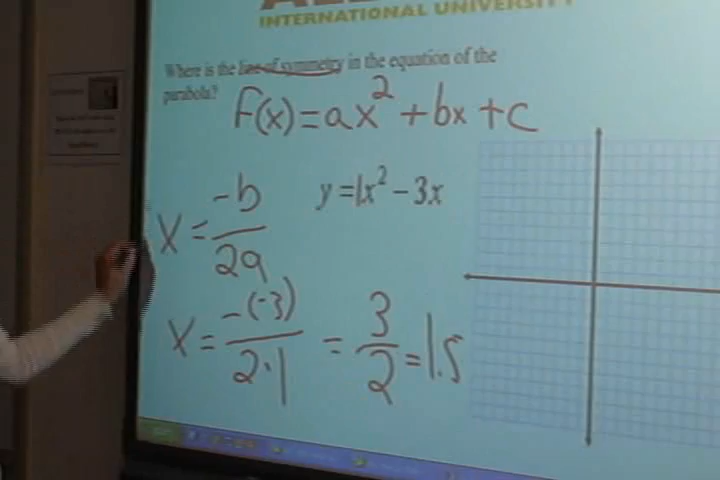 INTERNATIONAL UNIVERSITY
Where is the line of symmetry in the equation of the
parabola?
F(x) = ax² + bx + c
y = 1x² − 3x
x = -b/2a
x = -(-3)/2·1 = 3/2 = 1.5